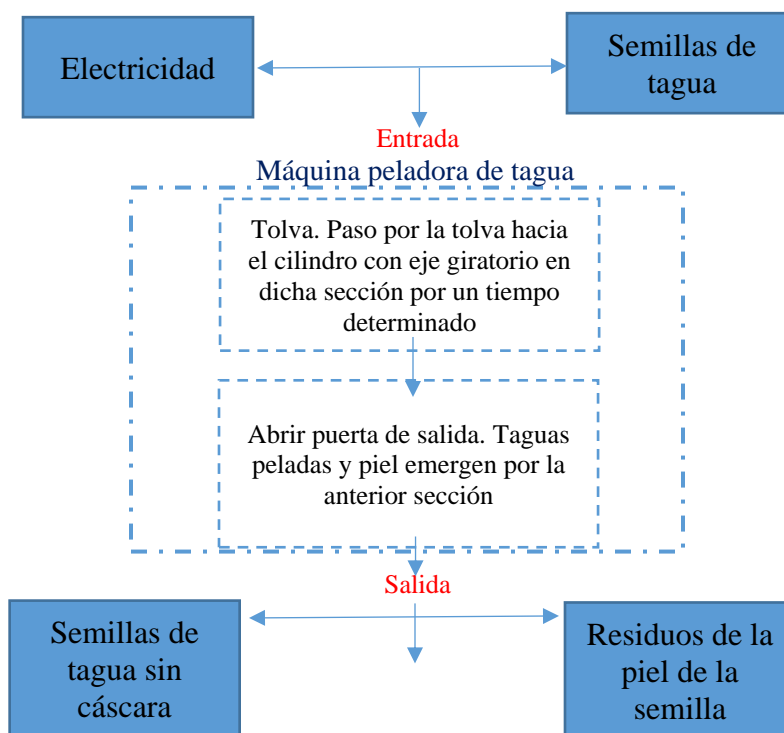 Electricidad
Semillas de
tagua
Entrada
Máquina peladora de tagua
Tolva. Paso por la tolva hacia
el cilindro con eje giratorio en
dicha sección por un tiempo
determinado
Abrir puerta de salida. Taguas
peladas y piel emergen por la
anterior sección
Salida
Semillas de
tagua sin
cáscara
Residuos de la
piel de la
semilla